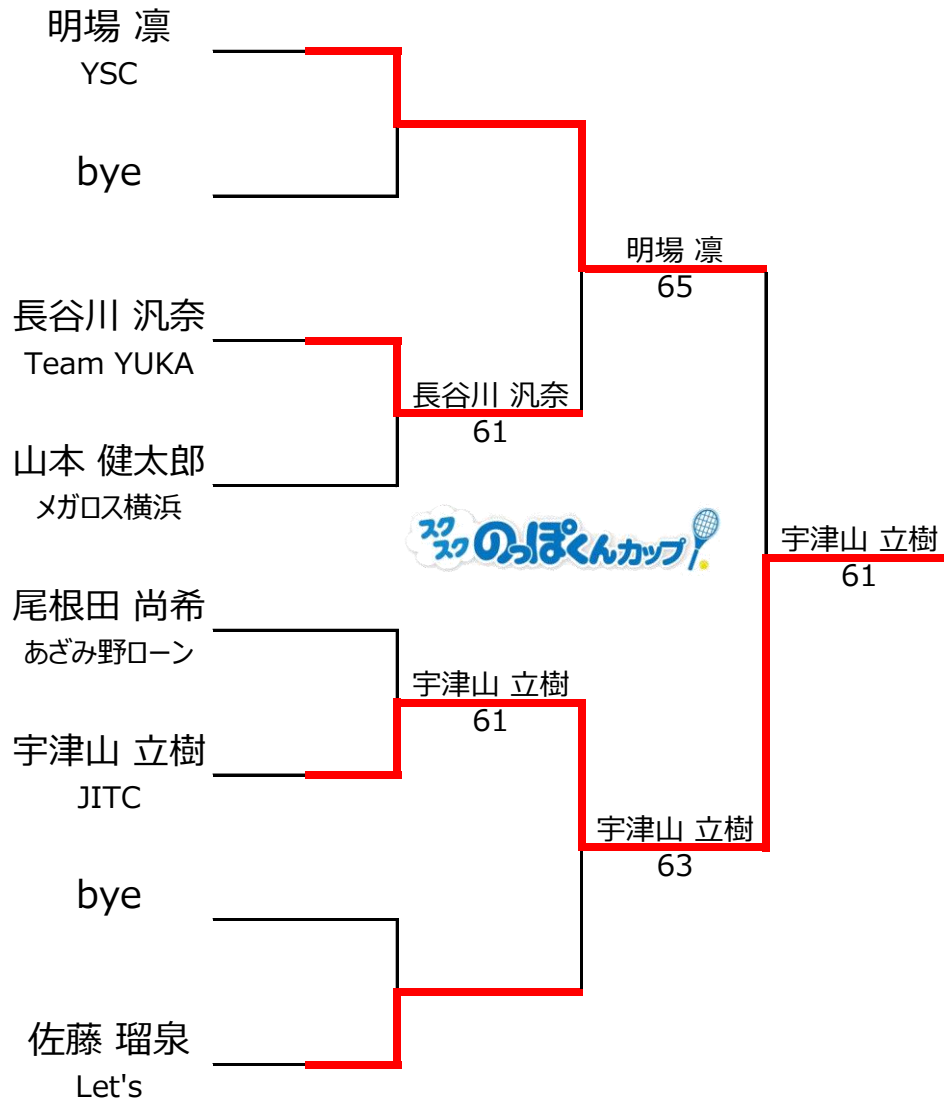 明場 凛
YSC
bye
明場 凛
65
長谷川 汎奈
Team YUKA
長谷川 汎奈
61
山本 健太郎
メガロス横浜
スクスクのっぽくんカップ
宇津山 立樹
61
尾根田 尚希
あざみ野ローン
宇津山 立樹
61
宇津山 立樹
JITC
宇津山 立樹
63
bye
佐藤 瑠泉
Let's